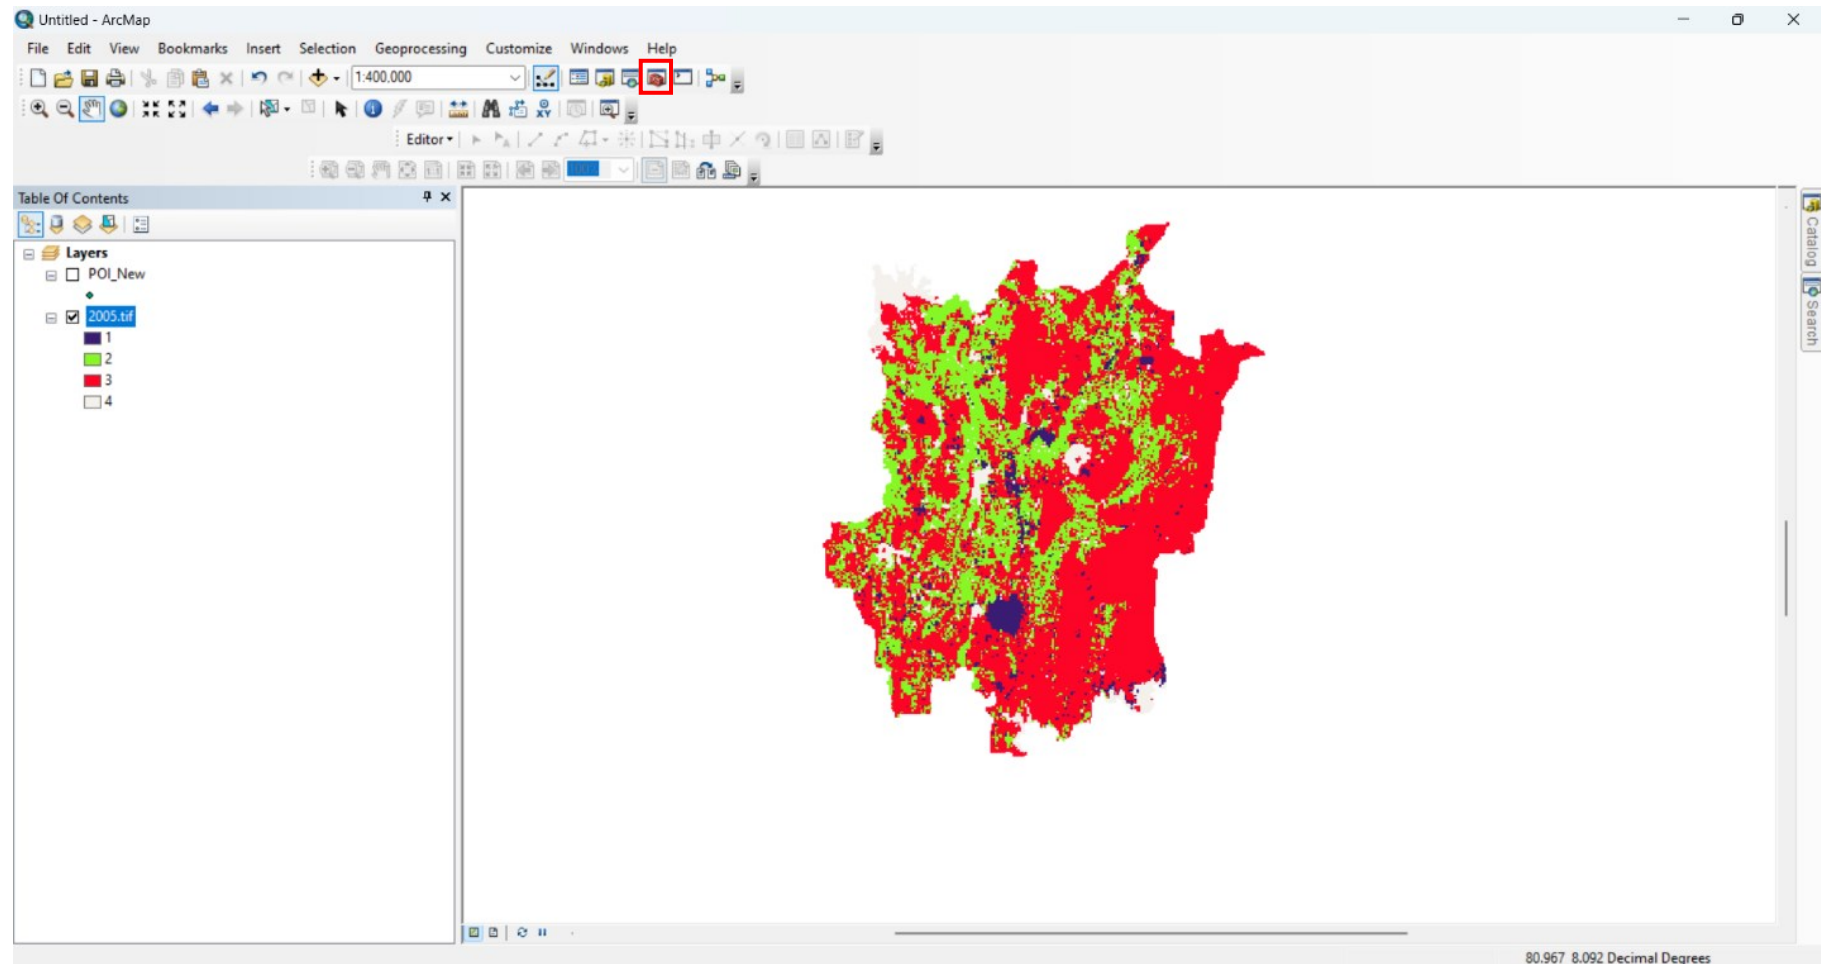 Untitled - ArcMap
File Edit View Bookmarks Insert Selection Geoprocessing Customize Windows Help
1:400,000
XY
Editor
Table Of Contents
Layers
POI_New
2005.tif
1
2
3
4
Catalog
Search
80.967 8.092 Decimal Degrees